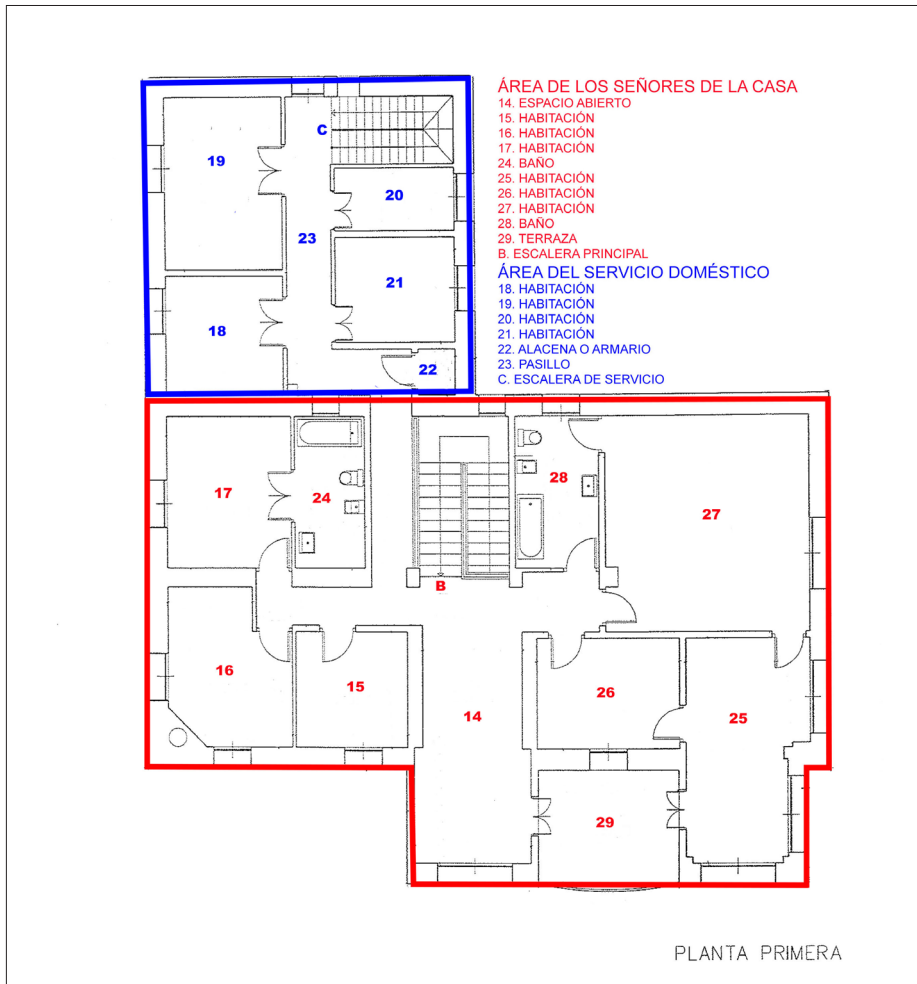 ÁREA DE LOS SEÑORES DE LA CASA
14. ESPACIO ABIERTO
15. HABITACIÓN
16. HABITACIÓN
17. HABITACIÓN
24. BAÑO
25. HABITACIÓN
26. HABITACIÓN
27. HABITACIÓN
28. BAÑO
29. TERRAZA
B. ESCALERA PRINCIPAL
ÁREA DEL SERVICIO DOMÉSTICO
18. HABITACIÓN
19. HABITACIÓN
20. HABITACIÓN
21. HABITACIÓN
22. ALACENA O ARMARIO
23. PASILLO
C. ESCALERA DE SERVICIO
C
19
20
23
21
18
22
17
24
28
27
B
16
15
14
26
25
29
PLANTA PRIMERA